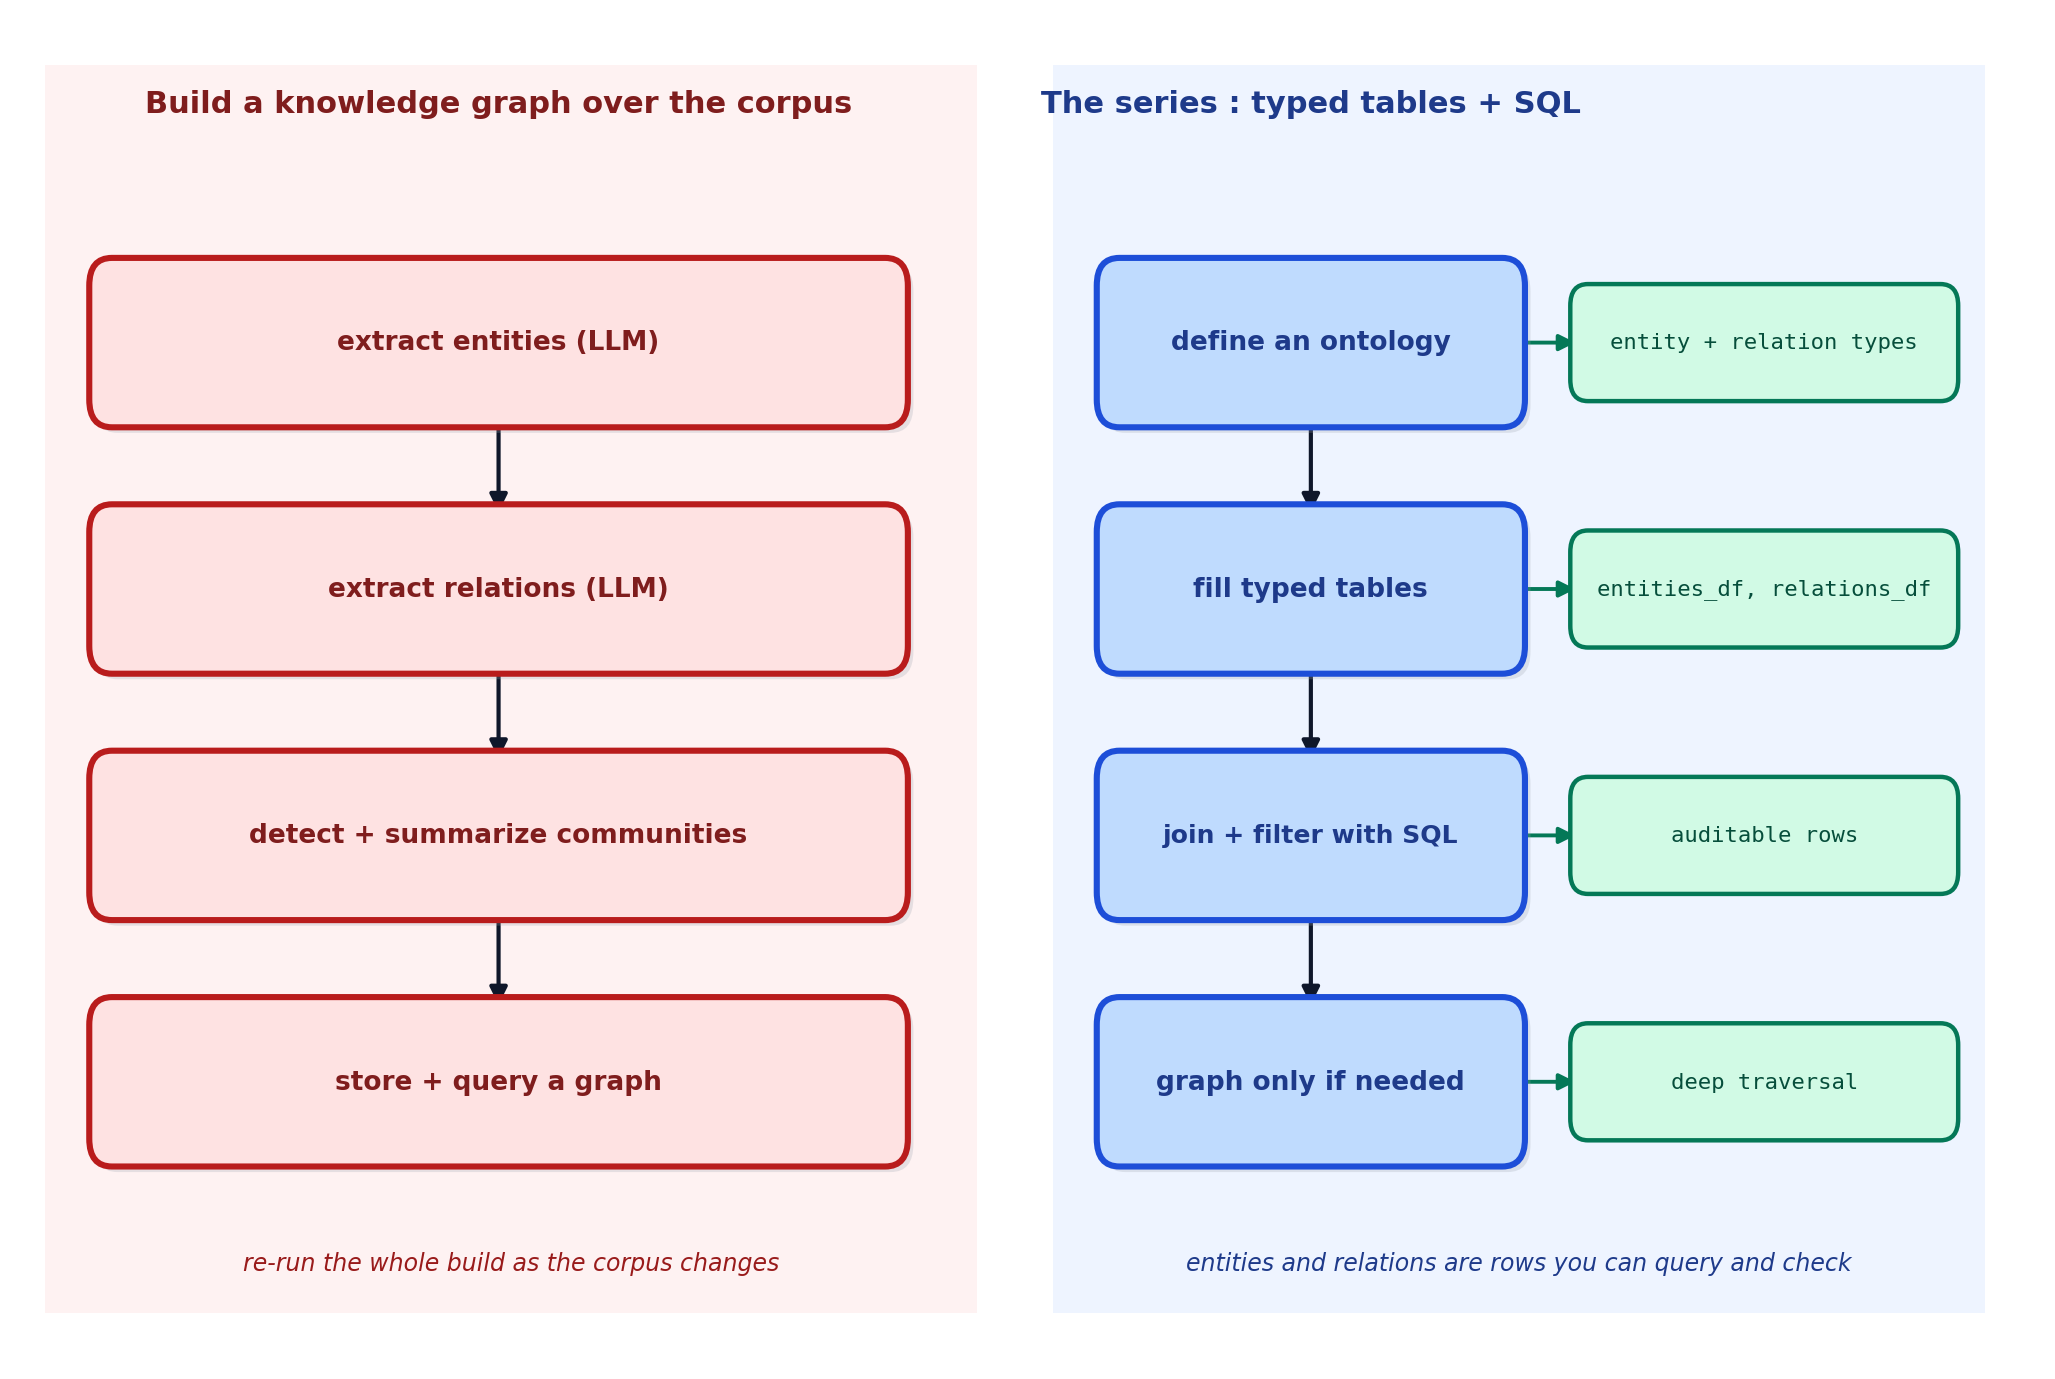 Build a knowledge graph over the corpus
extract entities (LLM)
extract relations (LLM)
detect + summarize communities
store + query a graph
re-run the whole build as the corpus changes
The series : typed tables + SQL
define an ontology
entity + relation types
fill typed tables
entities_df, relations_df
join + filter with SQL
auditable rows
graph only if needed
deep traversal
entities and relations are rows you can query and check